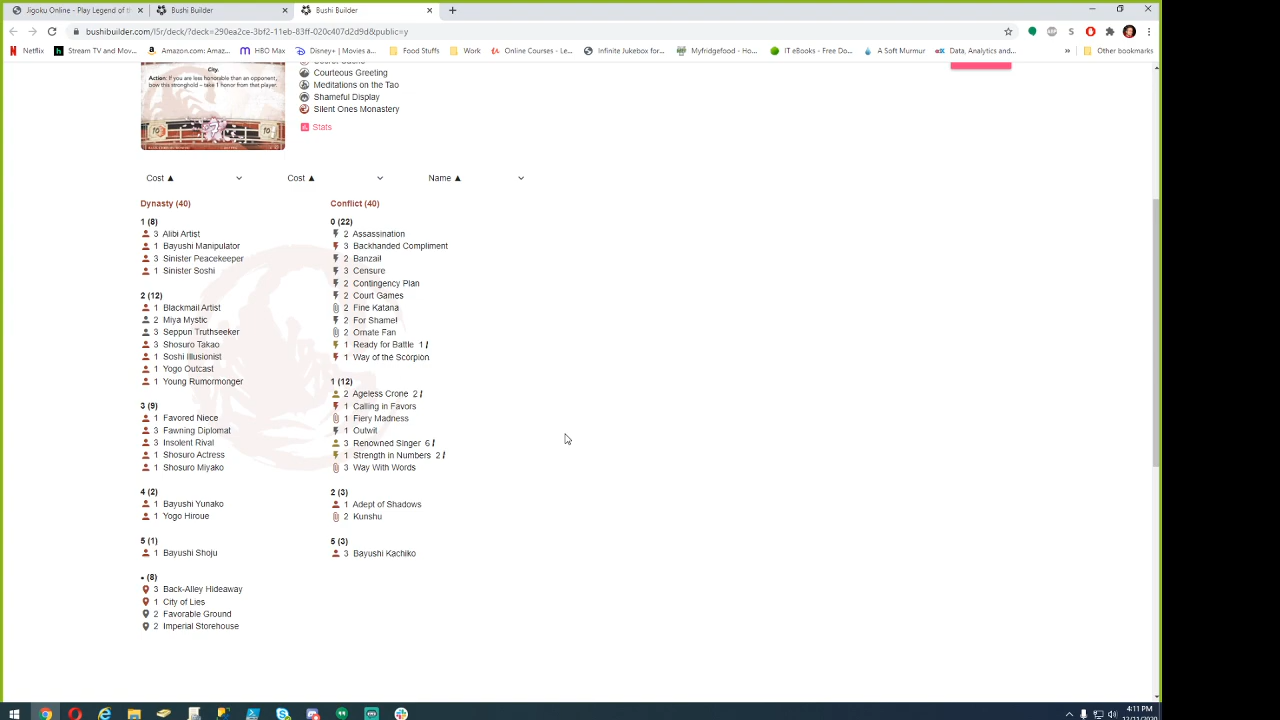 Jigoku Online - Play Legend of th
Bushi Builder
Bushi Builder
bushibuilder.com/l5r/deck/?deck=290ea2ce-3bf2-11eb-83ff-020c407d2d9d&public=y
Netflix
Stream TV and Mov...
Amazon.com: Amaz...
HBO Max
Disney+ | Movies a...
Food Stuffs
Work
Online Courses - Le...
Infinite Jukebox for...
Myfridgefood - Ho...
IT eBooks - Free Do...
A Soft Murmur
Data, Analytics and...
»
Other bookmarks
City.
Action: If you are less honorable than an opponent,
bow this stronghold – take 1 honor from that player.
10
10
Courteous Greeting
Meditations on the Tao
Shameful Display
Silent Ones Monastery
Stats
Cost ▲
Cost ▲
Name ▲
Dynasty (40)
1 (8)
3 Alibi Artist
1 Bayushi Manipulator
3 Sinister Peacekeeper
1 Sinister Soshi
2 (12)
1 Blackmail Artist
2 Miya Mystic
3 Seppun Truthseeker
3 Shosuro Takao
1 Soshi Illusionist
1 Yogo Outcast
1 Young Rumormonger
3 (9)
1 Favored Niece
3 Fawning Diplomat
3 Insolent Rival
1 Shosuro Actress
1 Shosuro Miyako
4 (2)
1 Bayushi Yunako
1 Yogo Hiroue
5 (1)
1 Bayushi Shoju
• (8)
3 Back-Alley Hideaway
1 City of Lies
2 Favorable Ground
2 Imperial Storehouse
Conflict (40)
0 (22)
2 Assassination
3 Backhanded Compliment
2 Banzai!
3 Censure
2 Contingency Plan
2 Court Games
2 Fine Katana
2 For Shame!
2 Ornate Fan
1 Ready for Battle 1
1 Way of the Scorpion
1 (12)
2 Ageless Crone 2
1 Calling in Favors
1 Fiery Madness
1 Outwit
3 Renowned Singer 6
1 Strength in Numbers 2
3 Way With Words
2 (3)
1 Adept of Shadows
2 Kunshu
5 (3)
3 Bayushi Kachiko
4:11 PM